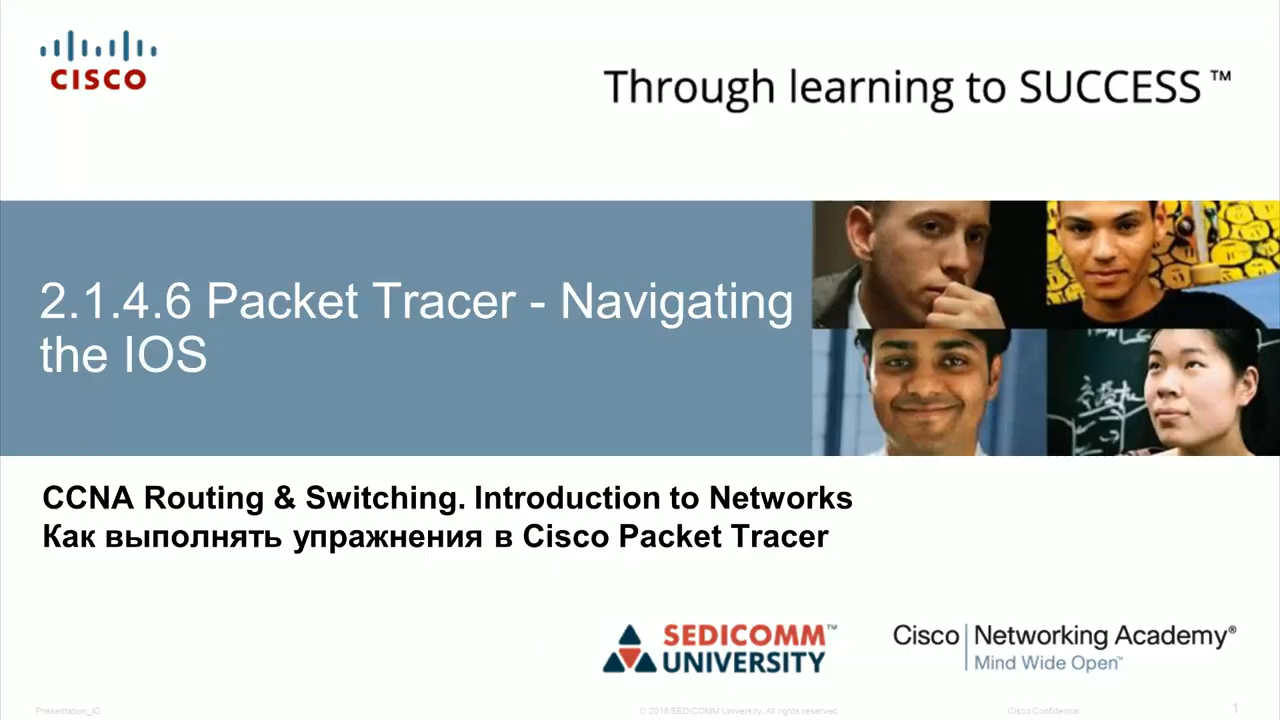 CISCO
Through learning to SUCCESS™
2.1.4.6 Packet Tracer - Navigating
the IOS
CCNA Routing & Switching. Introduction to Networks
Как выполнять упражнения в Cisco Packet Tracer
SEDICOMM™
UNIVERSITY
Cisco Networking Academy®
Mind Wide Open™
Presentation_ID
© 2018 SEDICOMM University. All rights reserved.
Cisco Confidential
1